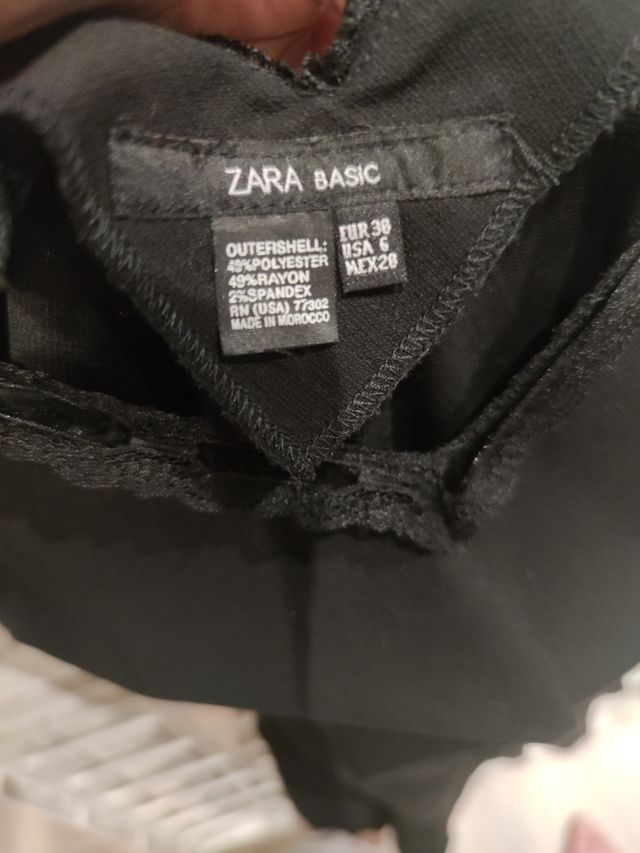 ZARA BASIC
OUTERSHELL:
49%POLYESTER
49%RAYON
2%SPANDEX
RN (USA) 77302
MADE IN MOROCCO
EUR 38
USA 6
MEX 28